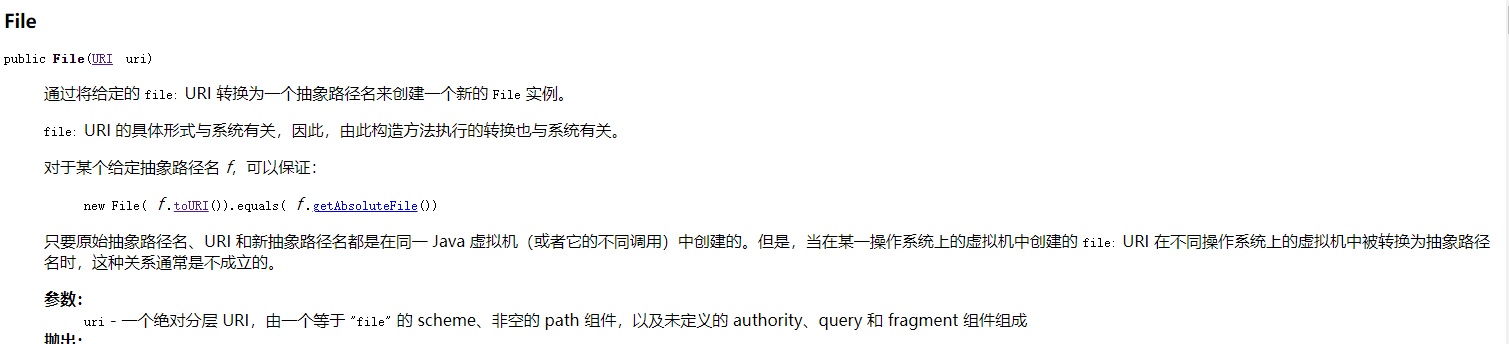 File
public File(URI uri)
通过将给定的 file: URI 转换为一个抽象路径名来创建一个新的 File 实例。
file: URI 的具体形式与系统有关，因此，由此构造方法执行的转换也与系统有关。
对于某个给定抽象路径名 f，可以保证：
new File( f.toURI()).equals( f.getAbsoluteFile())
只要原始抽象路径名、URI 和新抽象路径名都是在同一 Java 虚拟机（或者它的不同调用）中创建的。但是，当在某一操作系统上的虚拟机中创建的 file: URI 在不同操作系统上的虚拟机中被转换为抽象路径
名时，这种关系通常是不成立的。
参数：
uri - 一个绝对分层 URI，由一个等于 "file" 的 scheme、非空的 path 组件，以及未定义的 authority、query 和 fragment 组件组成
抛出：